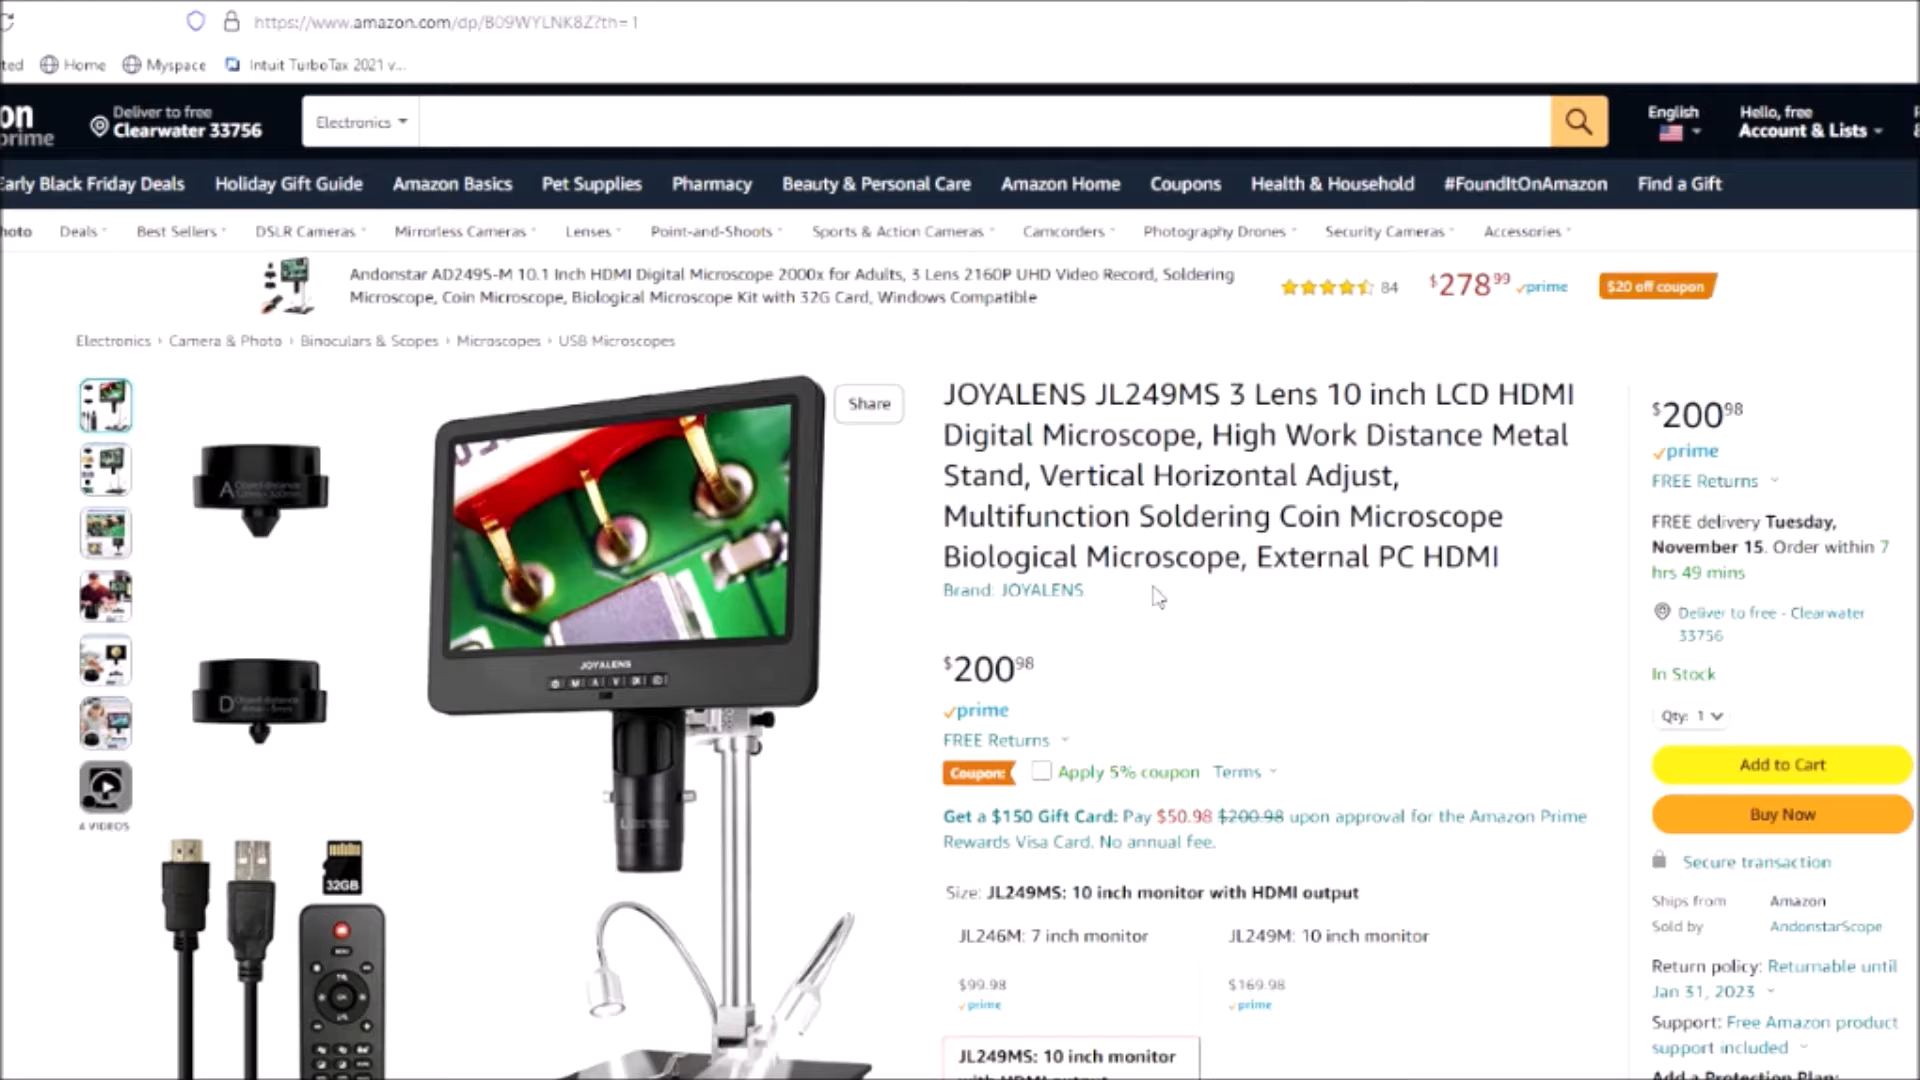 https://www.amazon.com/dp/B09WYLNK8Z?th=1
ted Home Myspace Intuit TurboTax 2021 v...
on
prime
Deliver to free
Clearwater 33756
Electronics
English
Hello, free
Account & Lists
Early Black Friday Deals Holiday Gift Guide Amazon Basics Pet Supplies Pharmacy Beauty & Personal Care Amazon Home Coupons Health & Household #FoundItOnAmazon Find a Gift
hoto Deals Best Sellers DSLR Cameras Mirrorless Cameras Lenses Point-and-Shoots Sports & Action Cameras Camcorders Photography Drones Security Cameras Accessories
Andonstar AD249S-M 10.1 Inch HDMI Digital Microscope 2000x for Adults, 3 Lens 2160P UHD Video Record, Soldering
Microscope, Coin Microscope, Biological Microscope Kit with 32G Card, Windows Compatible
84 $278 99 prime $20 off coupon
Electronics › Camera & Photo › Binoculars & Scopes › Microscopes › USB Microscopes
4 VIDEOS
A
D
JOYALENS
32GB
Share
JOYALENS JL249MS 3 Lens 10 inch LCD HDMI
Digital Microscope, High Work Distance Metal
Stand, Vertical Horizontal Adjust,
Multifunction Soldering Coin Microscope
Biological Microscope, External PC HDMI
Brand: JOYALENS
$200 98
prime
FREE Returns
Coupon: Apply 5% coupon Terms
Get a $150 Gift Card: Pay $50.98 $200.98 upon approval for the Amazon Prime
Rewards Visa Card. No annual fee.
Size: JL249MS: 10 inch monitor with HDMI output
JL246M: 7 inch monitor JL249M: 10 inch monitor
$99.98 $169.98
prime prime
JL249MS: 10 inch monitor
with HDMI output
$200 98
prime
FREE Returns
FREE delivery Tuesday,
November 15. Order within 7
hrs 49 mins
Deliver to free - Clearwater
33756
In Stock
Qty: 1
Add to Cart
Buy Now
Secure transaction
Ships from Amazon
Sold by AndonstarScope
Return policy: Returnable until
Jan 31, 2023
Support: Free Amazon product
support included
Add a Protection Plan: